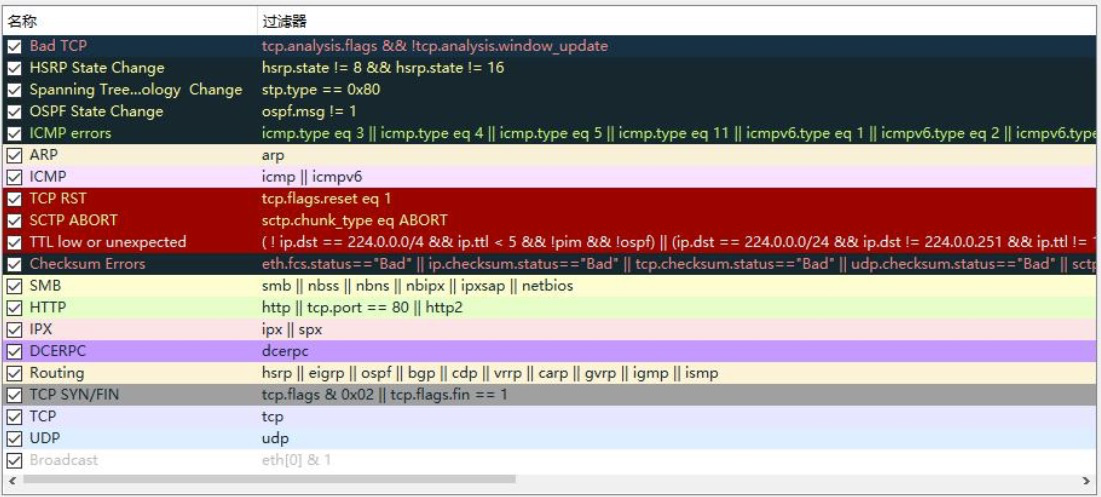 名称 过滤器
Bad TCP tcp.analysis.flags && !tcp.analysis.window_update
HSRP State Change hsrp.state != 8 && hsrp.state != 16
Spanning Tree...ology Change stp.type == 0x80
OSPF State Change ospf.msg != 1
ICMP errors icmp.type eq 3 || icmp.type eq 4 || icmp.type eq 5 || icmp.type eq 11 || icmpv6.type eq 1 || icmpv6.type eq 2 || icmpv6.type
ARP arp
ICMP icmp || icmpv6
TCP RST tcp.flags.reset eq 1
SCTP ABORT sctp.chunk_type eq ABORT
TTL low or unexpected ( ! ip.dst == 224.0.0.0/4 && ip.ttl < 5 && !pim && !ospf) || (ip.dst == 224.0.0.0/24 && ip.dst != 224.0.0.251 && ip.ttl != 1
Checksum Errors eth.fcs.status=="Bad" || ip.checksum.status=="Bad" || tcp.checksum.status=="Bad" || udp.checksum.status=="Bad" || sctp
SMB smb || nbss || nbns || nbipx || ipxsap || netbios
HTTP http || tcp.port == 80 || http2
IPX ipx || spx
DCERPC dcerpc
Routing hsrp || eigrp || ospf || bgp || cdp || vrrp || carp || gvrp || igmp || ismp
TCP SYN/FIN tcp.flags & 0x02 || tcp.flags.fin == 1
TCP tcp
UDP udp
Broadcast eth[0] & 1